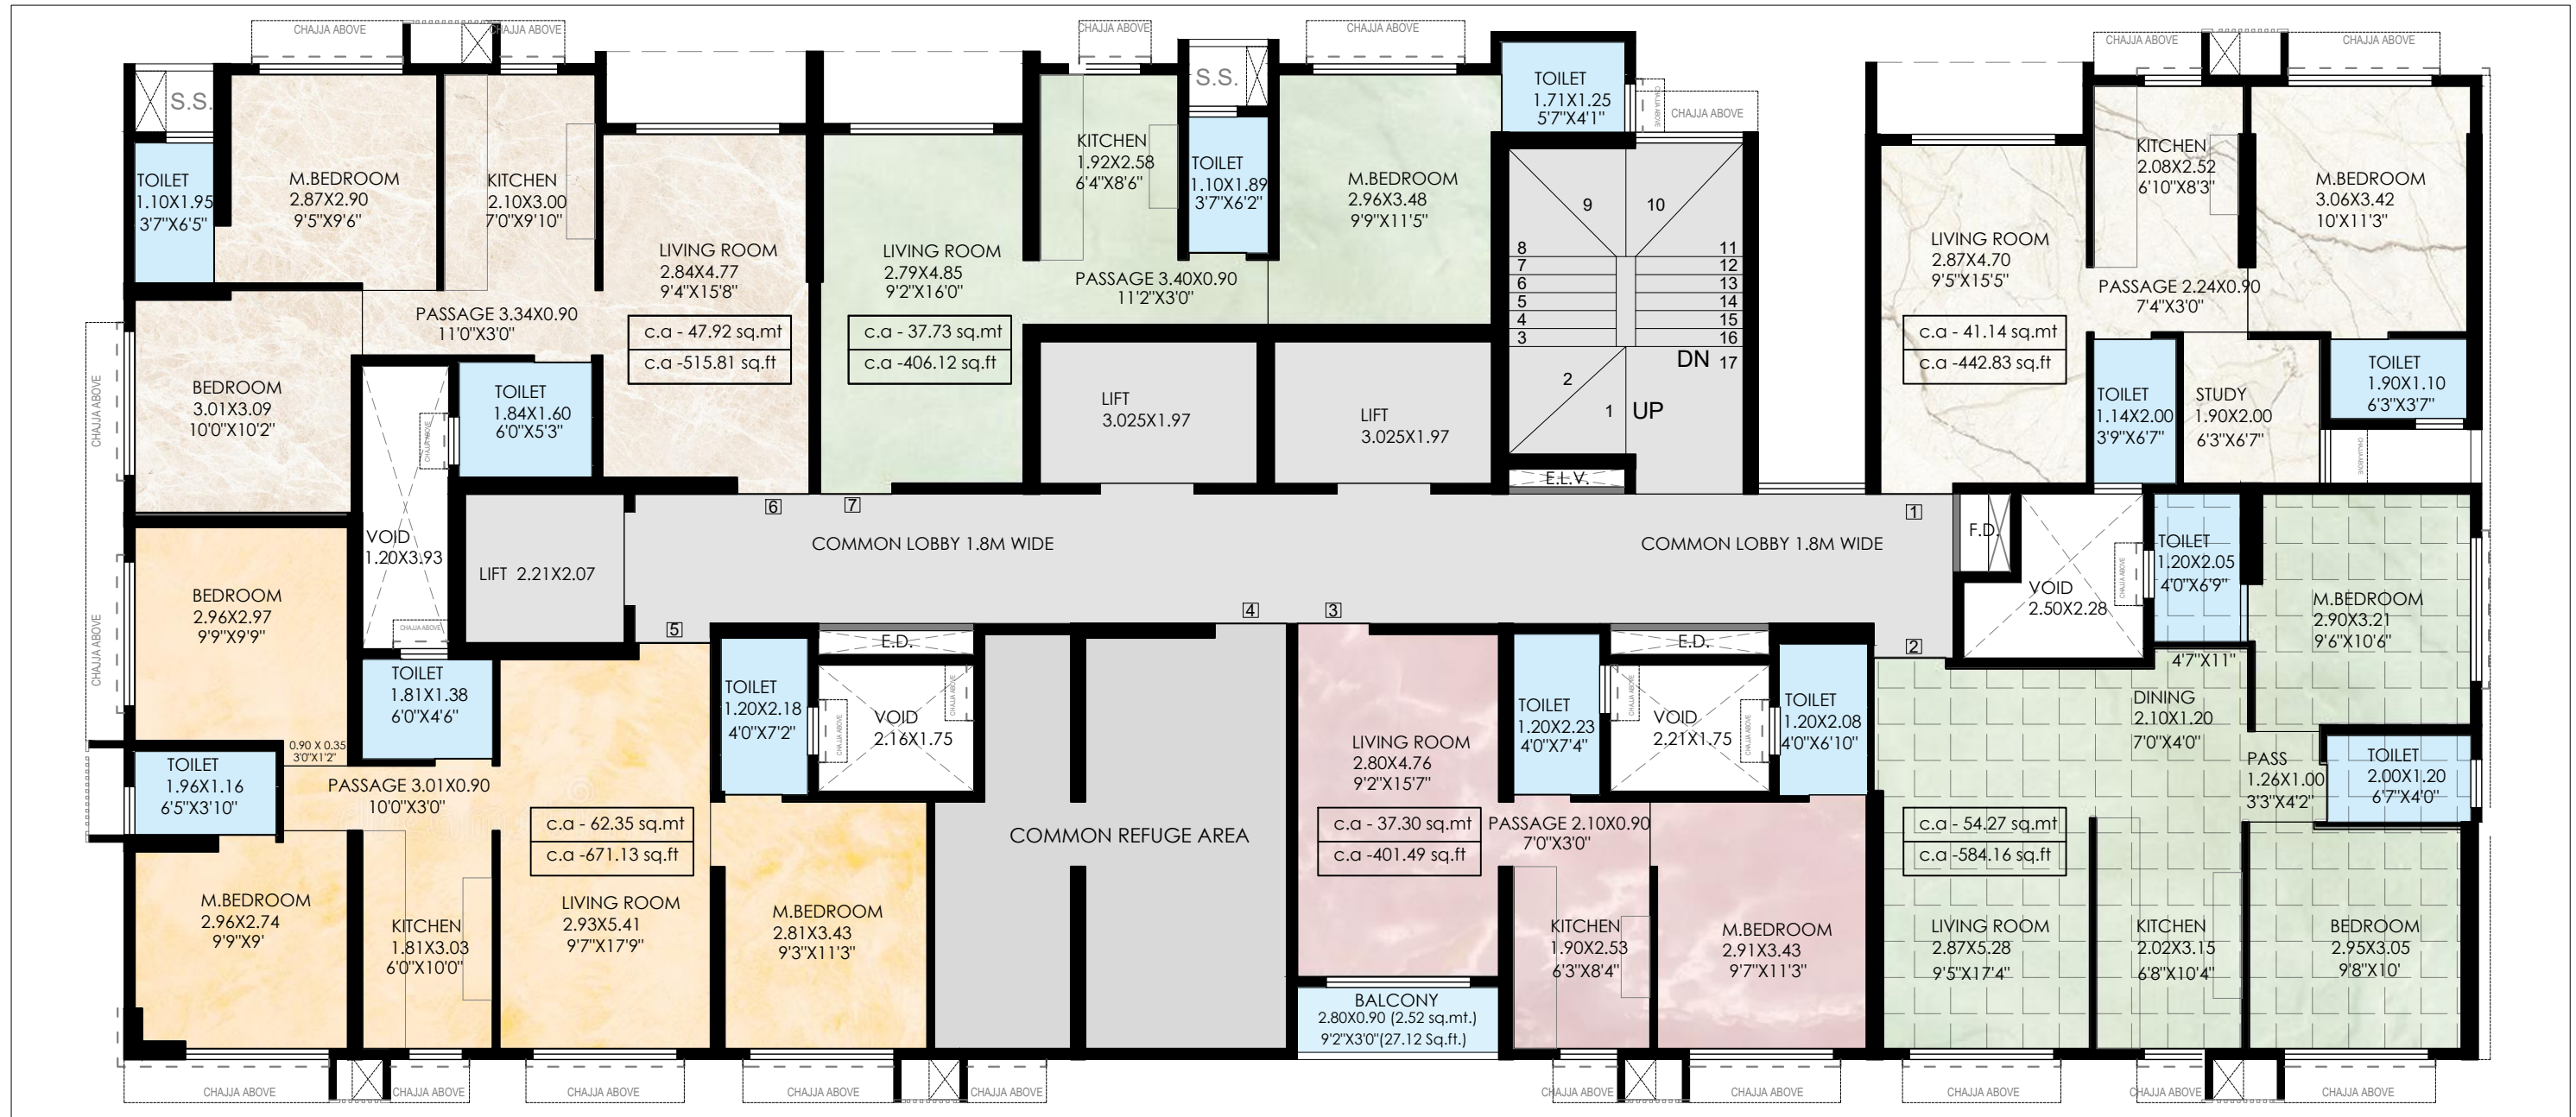 CHAJJA ABOVE
CHAJJA ABOVE
S.S.
TOILET
1.10X1.95
3'7"X6'5"
M.BEDROOM
2.87X2.90
9'5"X9'6"
KITCHEN
2.10X3.00
7'0"X9'10"
LIVING ROOM
2.84X4.77
9'4"X15'8"
c.a - 47.92 sq.mt
c.a -515.81 sq.ft
PASSAGE 3.34X0.90
11'0"X3'0"
BEDROOM
3.01X3.09
10'0"X10'2"
CHAJJA ABOVE
TOILET
1.84X1.60
6'0"X5'3"
CHAJJA ABOVE
6
LIVING ROOM
2.79X4.85
9'2"X16'0"
c.a - 37.73 sq.mt
c.a -406.12 sq.ft
7
CHAJJA ABOVE
KITCHEN
1.92X2.58
6'4"X8'6"
S.S.
TOILET
1.10X1.89
3'7"X6'2"
CHAJJA ABOVE
M.BEDROOM
2.96X3.48
9'9"X11'5"
PASSAGE 3.40X0.90
11'2"X3'0"
TOILET
1.71X1.25
5'7"X4'1"
CHAJJA ABOVE
CHAJJA ABOVE
LIFT
3.025X1.97
LIFT
3.025X1.97
9
10
8
11
7
12
6
13
5
14
4
15
3
16
DN 17
2
1 UP
E.L.V.
CHAJJA ABOVE
CHAJJA ABOVE
LIVING ROOM
2.87X4.70
9'5"X15'5"
c.a - 41.14 sq.mt
c.a -442.83 sq.ft
KITCHEN
2.08X2.52
6'10"X8'3"
M.BEDROOM
3.06X3.42
10'X11'3"
PASSAGE 2.24X0.90
7'4"X3'0"
TOILET
1.14X2.00
3'9"X6'7"
STUDY
1.90X2.00
6'3"X6'7"
TOILET
1.90X1.10
6'3"X3'7"
CHAJJA ABOVE
1
F.D.
VOID
1.20X3.93
CHAJJA ABOVE
LIFT 2.21X2.07
COMMON LOBBY 1.8M WIDE
COMMON LOBBY 1.8M WIDE
VOID
2.50X2.28
CHAJJA ABOVE
TOILET
1.20X2.05
4'0"X6'9"
M.BEDROOM
2.90X3.21
9'6"X10'6"
4'7"X11"
DINING
2.10X1.20
7'0"X4'0"
PASS
1.26X1.00
3'3"X4'2"
TOILET
2.00X1.20
6'7"X4'0"
2
c.a - 54.27 sq.mt
c.a -584.16 sq.ft
LIVING ROOM
2.87X5.28
9'5"X17'4"
KITCHEN
2.02X3.15
6'8"X10'4"
BEDROOM
2.95X3.05
9'8"X10'
CHAJJA ABOVE
CHAJJA ABOVE
CHAJJA ABOVE
BEDROOM
2.96X2.97
9'9"X9'9"
CHAJJA ABOVE
TOILET
1.81X1.38
6'0"X4'6"
0.90 X 0.35
3'0"X1'2"
TOILET
1.96X1.16
6'5"X3'10"
PASSAGE 3.01X0.90
10'0"X3'0"
5
c.a - 62.35 sq.mt
c.a -671.13 sq.ft
M.BEDROOM
2.96X2.74
9'9"X9'
KITCHEN
1.81X3.03
6'0"X10'0"
LIVING ROOM
2.93X5.41
9'7"X17'9"
TOILET
1.20X2.18
4'0"X7'2"
E.D.
VOID
2.16X1.75
CHAJJA ABOVE
CHAJJA ABOVE
M.BEDROOM
2.81X3.43
9'3"X11'3"
CHAJJA ABOVE
CHAJJA ABOVE
CHAJJA ABOVE
CHAJJA ABOVE
CHAJJA ABOVE
COMMON REFUGE AREA
4
3
LIVING ROOM
2.80X4.76
9'2"X15'7"
c.a - 37.30 sq.mt
c.a -401.49 sq.ft
BALCONY
2.80X0.90 (2.52 sq.mt.)
9'2"X3'0"(27.12 Sq.ft.)
TOILET
1.20X2.23
4'0"X7'4"
E.D.
VOID
2.21X1.75
CHAJJA ABOVE
CHAJJA ABOVE
TOILET
1.20X2.08
4'0"X6'10"
PASSAGE 2.10X0.90
7'0"X3'0"
KITCHEN
1.90X2.53
6'3"X8'4"
M.BEDROOM
2.91X3.43
9'7"X11'3"
CHAJJA ABOVE
CHAJJA ABOVE